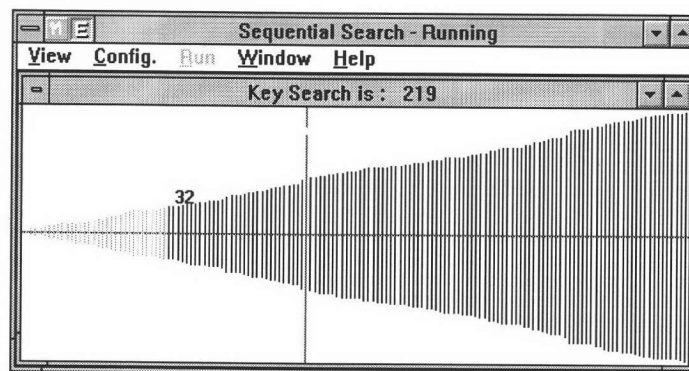 Sequential Search - Running
View Config. Run Window Help
Key Search is : 219
32